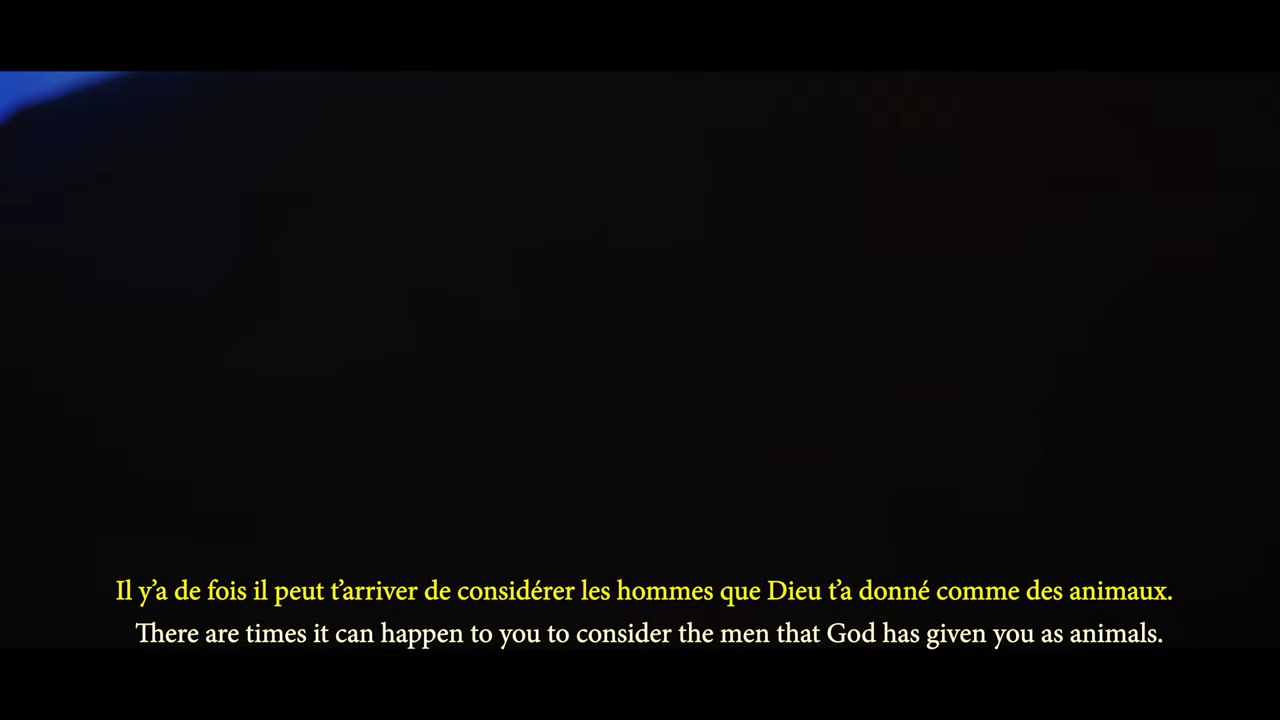 Il y'a de fois il peut t'arriver de considérer les hommes que Dieu t'a donné comme des animaux.
There are times it can happen to you to consider the men that God has given you as animals.